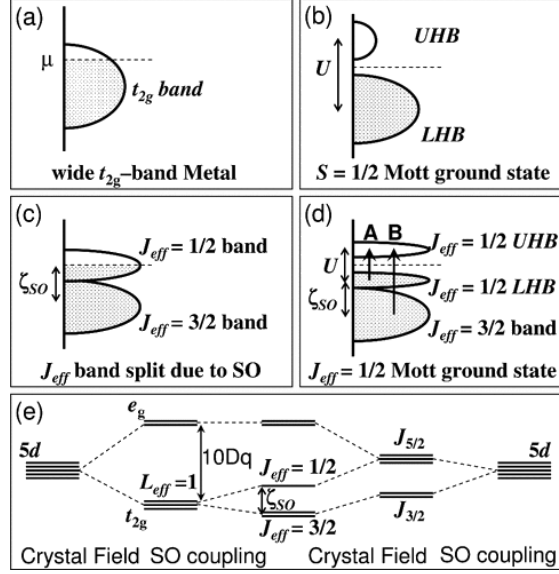 (a)
μ
t2g band
wide t2g–band Metal
(b)
UHB
U
LHB
S = 1/2 Mott ground state
(c)
Jeff = 1/2 band
ζSO
Jeff = 3/2 band
Jeff band split due to SO
(d)
A B
Jeff = 1/2 UHB
U
Jeff = 1/2 LHB
ζSO
Jeff = 3/2 band
Jeff = 1/2 Mott ground state
(e)
eg
5d
10Dq
J5/2
5d
Leff=1
Jeff = 1/2
ζSO
t2g
Jeff = 3/2
J3/2
Crystal Field SO coupling Crystal Field SO coupling